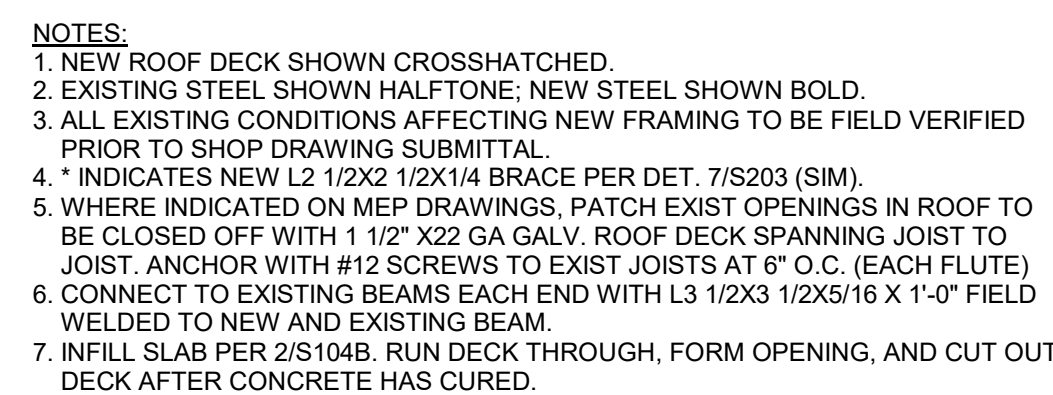 NOTES:
1. NEW ROOF DECK SHOWN CROSSHATCHED.
2. EXISTING STEEL SHOWN HALFTONE; NEW STEEL SHOWN BOLD.
3. ALL EXISTING CONDITIONS AFFECTING NEW FRAMING TO BE FIELD VERIFIED
PRIOR TO SHOP DRAWING SUBMITTAL.
4. * INDICATES NEW L2 1/2X2 1/2X1/4 BRACE PER DET. 7/S203 (SIM).
5. WHERE INDICATED ON MEP DRAWINGS, PATCH EXIST OPENINGS IN ROOF TO
BE CLOSED OFF WITH 1 1/2" X22 GA GALV. ROOF DECK SPANNING JOIST TO
JOIST. ANCHOR WITH #12 SCREWS TO EXIST JOISTS AT 6" O.C. (EACH FLUTE)
6. CONNECT TO EXISTING BEAMS EACH END WITH L3 1/2X3 1/2X5/16 X 1'-0" FIELD
WELDED TO NEW AND EXISTING BEAM.
7. INFILL SLAB PER 2/S104B. RUN DECK THROUGH, FORM OPENING, AND CUT OUT
DECK AFTER CONCRETE HAS CURED.